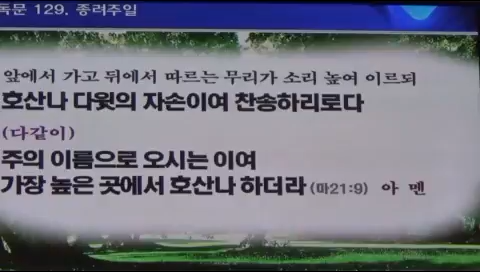 독문 129. 종려주일
앞에서 가고 뒤에서 따르는 무리가 소리 높여 이르되
호산나 다윗의 자손이여 찬송하리로다
(다같이)
주의 이름으로 오시는 이여
가장 높은 곳에서 호산나 하더라 (마21:9) 아 멘